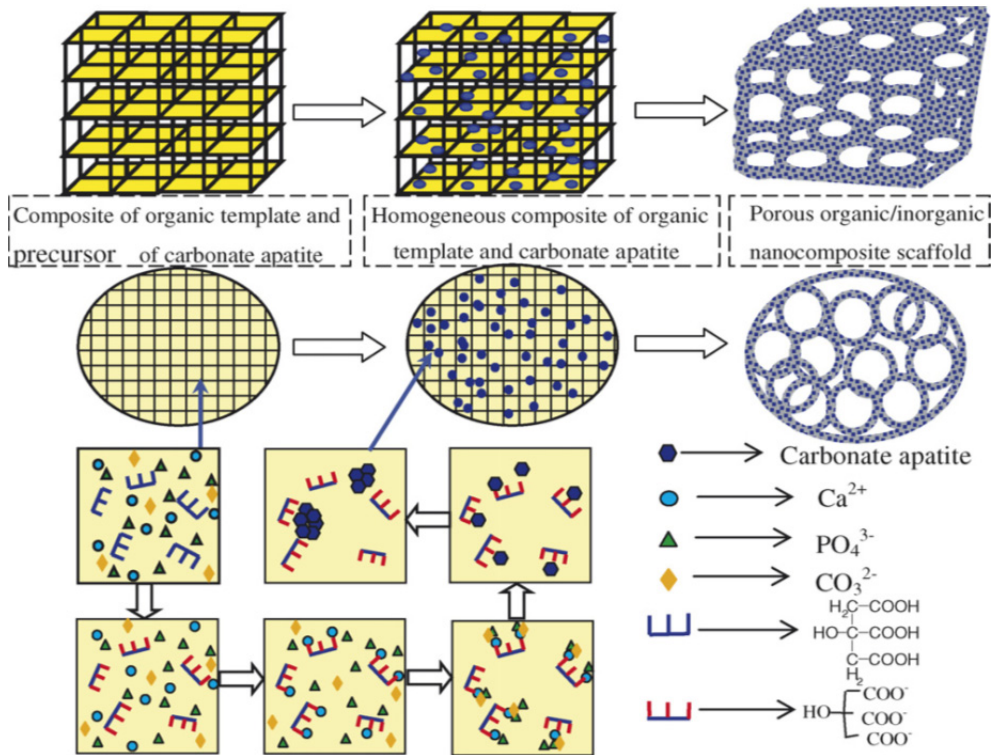 Composite of organic template and
precursor of carbonate apatite
Homogeneous composite of organic
template and carbonate apatite
Porous organic/inorganic
nanocomposite scaffold
Carbonate apatite
Ca²⁺
PO₄³⁻
CO₃²⁻
H₂C-COOH
HO-C-COOH
C-COOH
H₂
COO⁻
HO COO⁻
COO⁻